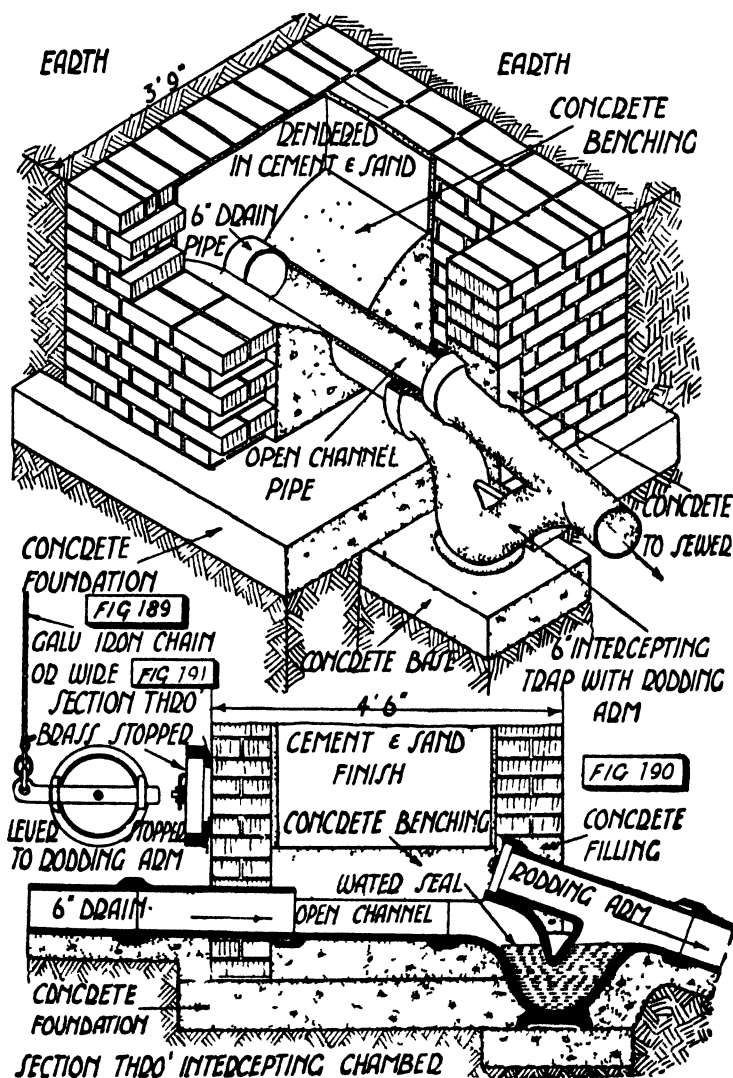 EARTH
EARTH
3' 9"
CONCRETE
BENCHING
RENDERED
IN CEMENT & SAND
6" DRAIN
PIPE
OPEN CHANNEL
PIPE
CONCRETE
TO SEWER
CONCRETE
FOUNDATION
FIG 189
GALV IRON CHAIN
OR WIRE
FIG 191
CONCRETE BASE
6" INTERCEPTING
TRAP WITH RODDING
ARM
SECTION THRO'
BRASS STOPPER
4' 6"
CEMENT & SAND
FINISH
FIG 190
LEVER STOPPER
TO RODDING ARM
CONCRETE BENCHING
CONCRETE
FILLING
WATER SEAL
RODDING ARM
6" DRAIN
OPEN CHANNEL
CONCRETE
FOUNDATION
SECTION THRO' INTERCEPTING CHAMBER